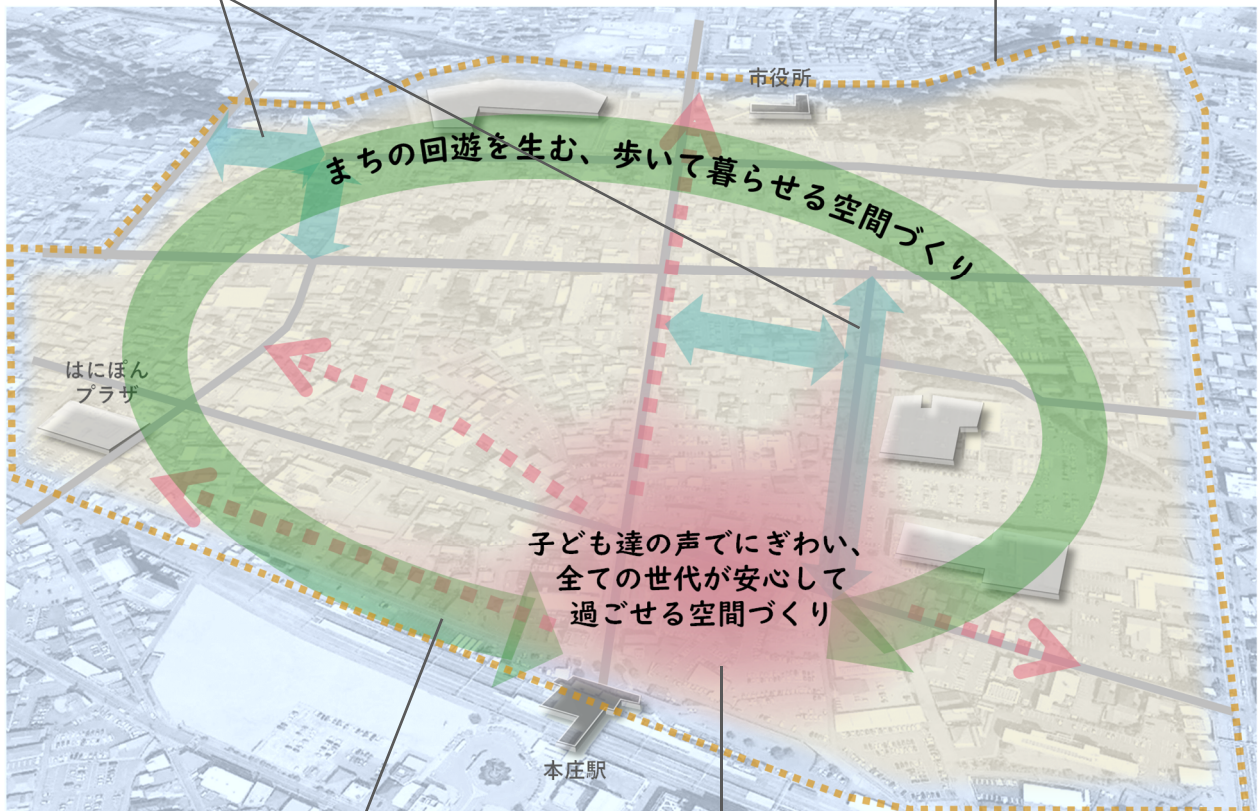 市役所
まちの回遊を生む、歩いて暮らせる空間づくり
はにぽん
プラザ
子ども達の声でにぎわい、
全ての世代が安心して
過ごせる空間づくり
本庄駅